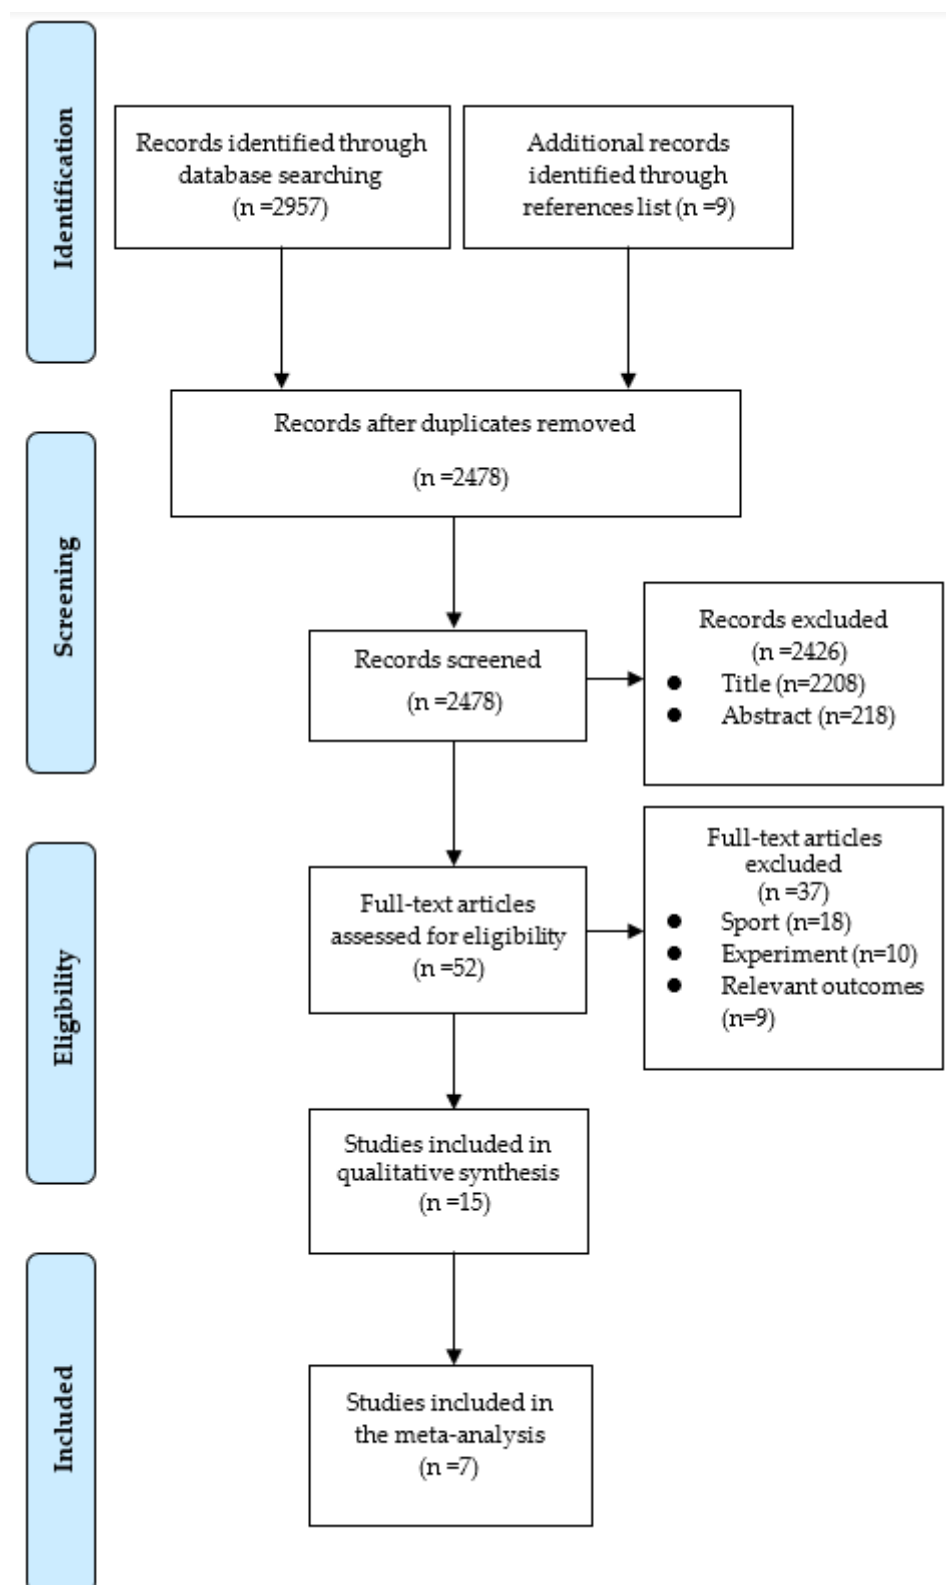 Identification
Records identified through
database searching
(n =2957)
Additional records
identified through
references list (n =9)
Records after duplicates removed
(n =2478)
Screening
Records screened
(n =2478)
Records excluded
(n =2426)
● Title (n=2208)
● Abstract (n=218)
Eligibility
Full-text articles
assessed for eligibility
(n =52)
Full-text articles
excluded
(n =37)
● Sport (n=18)
● Experiment (n=10)
● Relevant outcomes
(n=9)
Studies included in
qualitative synthesis
(n =15)
Included
Studies included in
the meta-analysis
(n =7)